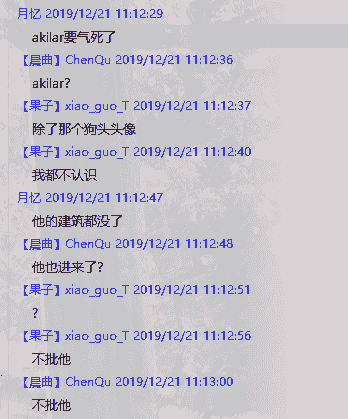 月忆 2019/12/21 11:12:29
akilar要气死了
【晨曲】ChenQu 2019/12/21 11:12:36
akilar?
【果子】xiao_guo_T 2019/12/21 11:12:37
除了那个狗头头像
【果子】xiao_guo_T 2019/12/21 11:12:40
我都不认识
月忆 2019/12/21 11:12:47
他的建筑都没了
【晨曲】ChenQu 2019/12/21 11:12:48
他也进来了?
【果子】xiao_guo_T 2019/12/21 11:12:51
?
【果子】xiao_guo_T 2019/12/21 11:12:56
不批他
【晨曲】ChenQu 2019/12/21 11:13:00
不批他